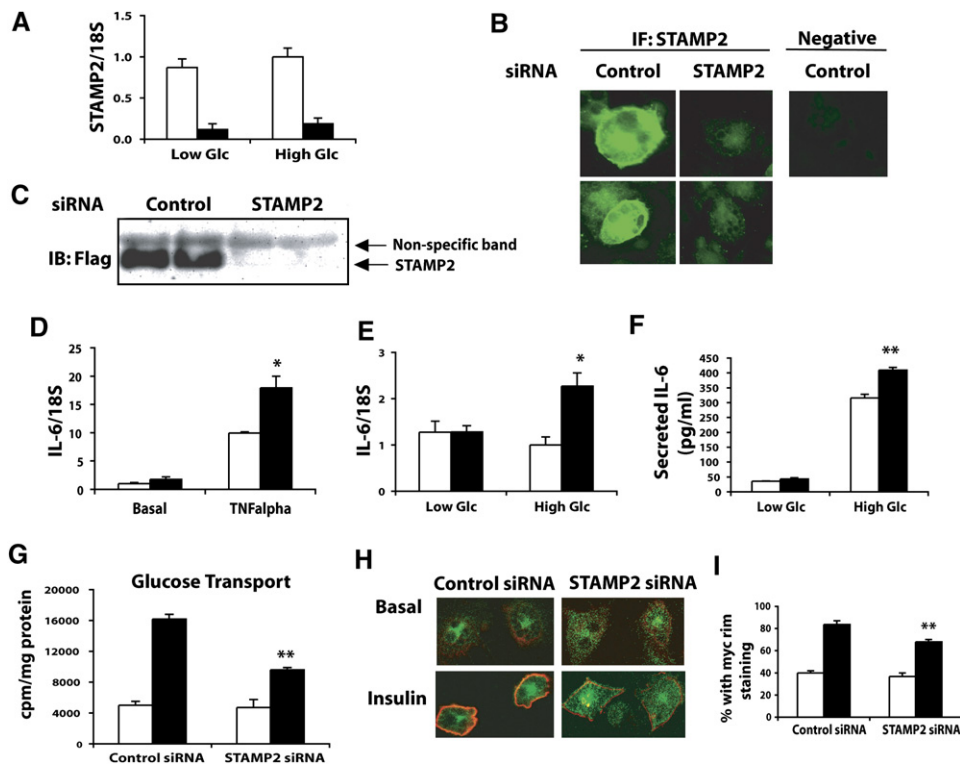 A
STAMP2/18S
1.5
1.0
0.5
0.0
Low Glc
High Glc
B
IF: STAMP2
Negative
siRNA
Control
STAMP2
Control
C
siRNA
Control
STAMP2
IB: Flag
Non-specific band
STAMP2
D
IL-6/18S
25
20
15
10
5
0
Basal
TNFalpha
*
E
IL-6/18S
3
2
1
0
Low Glc
High Glc
*
F
Secreted IL-6
(pg/ml)
450
400
350
300
250
200
150
100
50
0
Low Glc
High Glc
**
G
Glucose Transport
cpm/mg protein
20000
16000
12000
8000
4000
0
Control siRNA
STAMP2 siRNA
**
H
Control siRNA
STAMP2 siRNA
Basal
Insulin
I
% with myc rim
staining
100
80
60
40
20
0
Control siRNA
STAMP2 siRNA
**